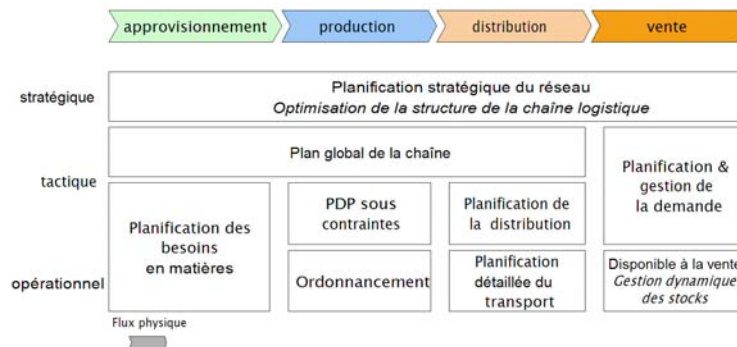 approvisionnement
production
distribution
vente
stratégique
Planification stratégique du réseau
Optimisation de la structure de la chaîne logistique
tactique
Plan global de la chaîne
Planification &
gestion de
la demande
Planification des
besoins
en matières
PDP sous
contraintes
Planification de
la distribution
opérationnel
Ordonnancement
Planification
détaillée du
transport
Disponible à la vente
Gestion dynamique
des stocks
Flux physique